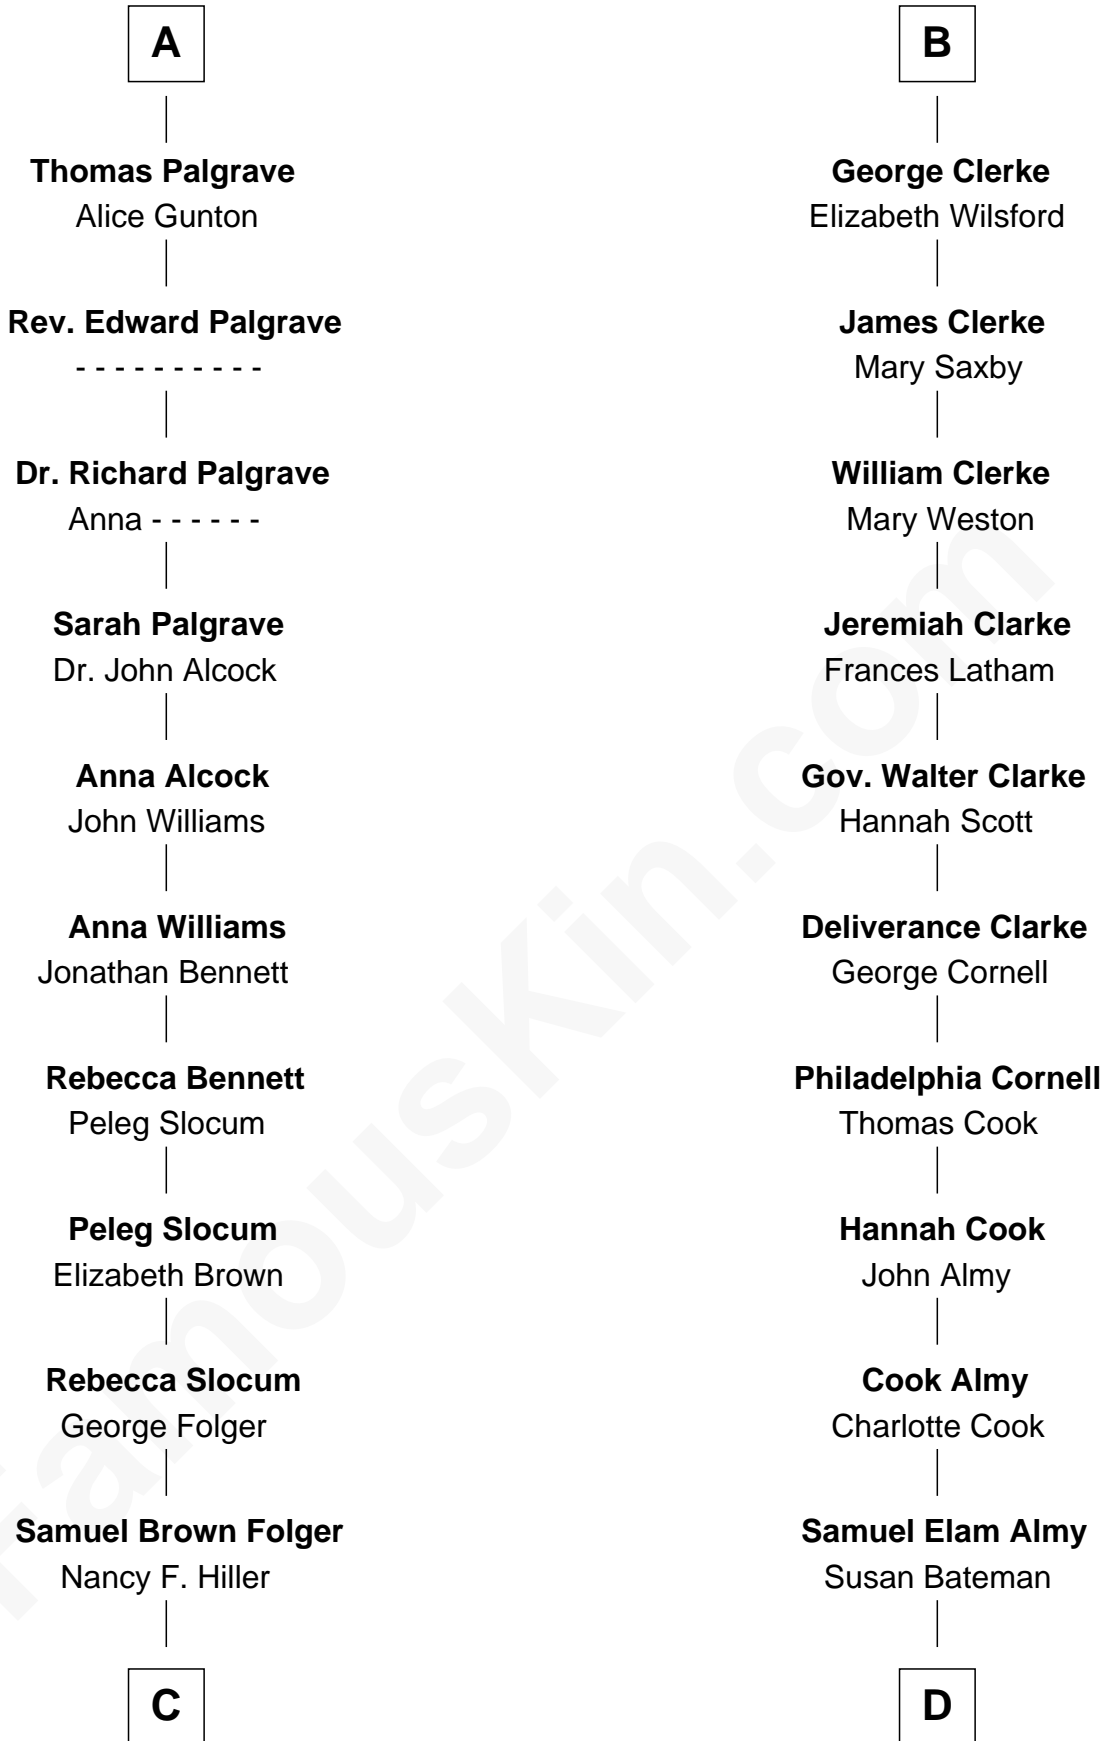 A
Thomas Palgrave
Alice Gunton
Rev. Edward Palgrave
- - - - - - - - - -
Dr. Richard Palgrave
Anna - - - - - -
Sarah Palgrave
Dr. John Alcock
Anna Alcock
John Williams
Anna Williams
Jonathan Bennett
Rebecca Bennett
Peleg Slocum
Peleg Slocum
Elizabeth Brown
Rebecca Slocum
George Folger
Samuel Brown Folger
Nancy F. Hiller
C
B
George Clerke
Elizabeth Wilsford
James Clerke
Mary Saxby
William Clerke
Mary Weston
Jeremiah Clarke
Frances Latham
Gov. Walter Clarke
Hannah Scott
Deliverance Clarke
George Cornell
Philadelphia Cornell
Thomas Cook
Hannah Cook
John Almy
Cook Almy
Charlotte Cook
Samuel Elam Almy
Susan Bateman
D
FamousKin.com